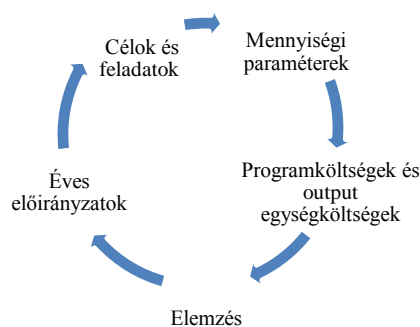 Célok és
feladatok
Mennyiségi
paraméterek
Programköltségek és
output
egységköltségek
Elemzés
Éves
előirányzatok